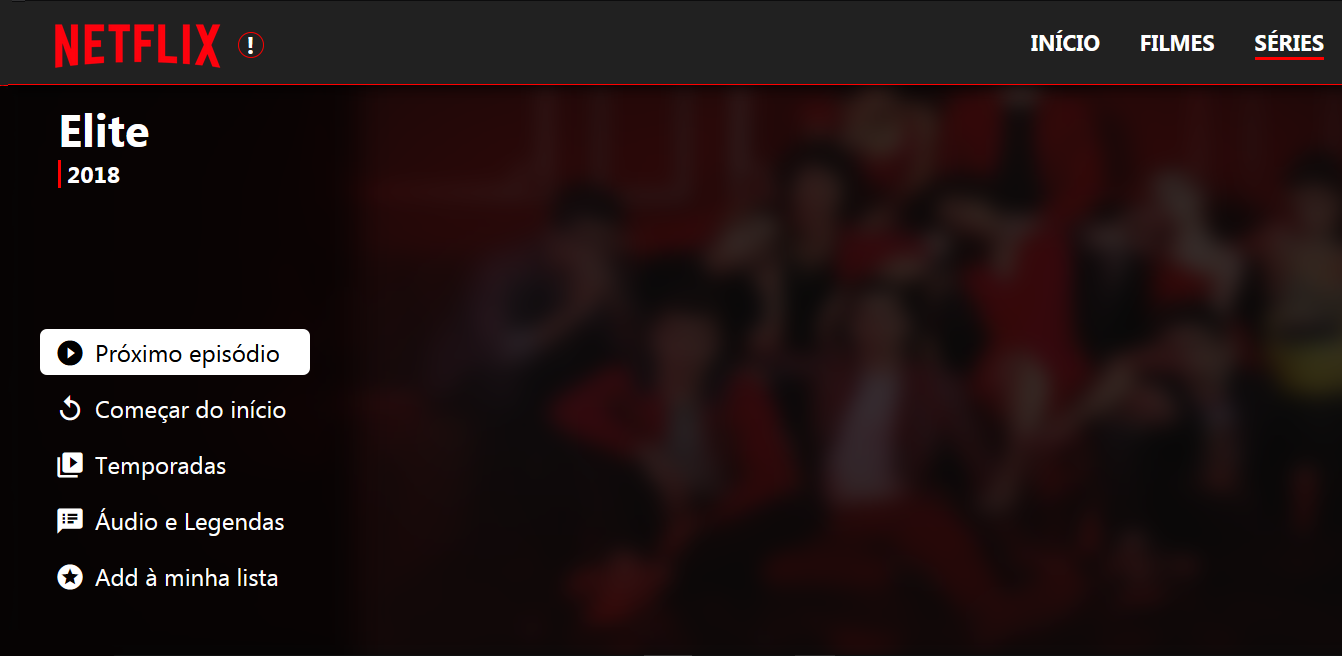 NETFLIX !
INÍCIO FILMES SÉRIES
Elite
2018
Próximo episódio
Começar do início
Temporadas
Áudio e Legendas
Add à minha lista